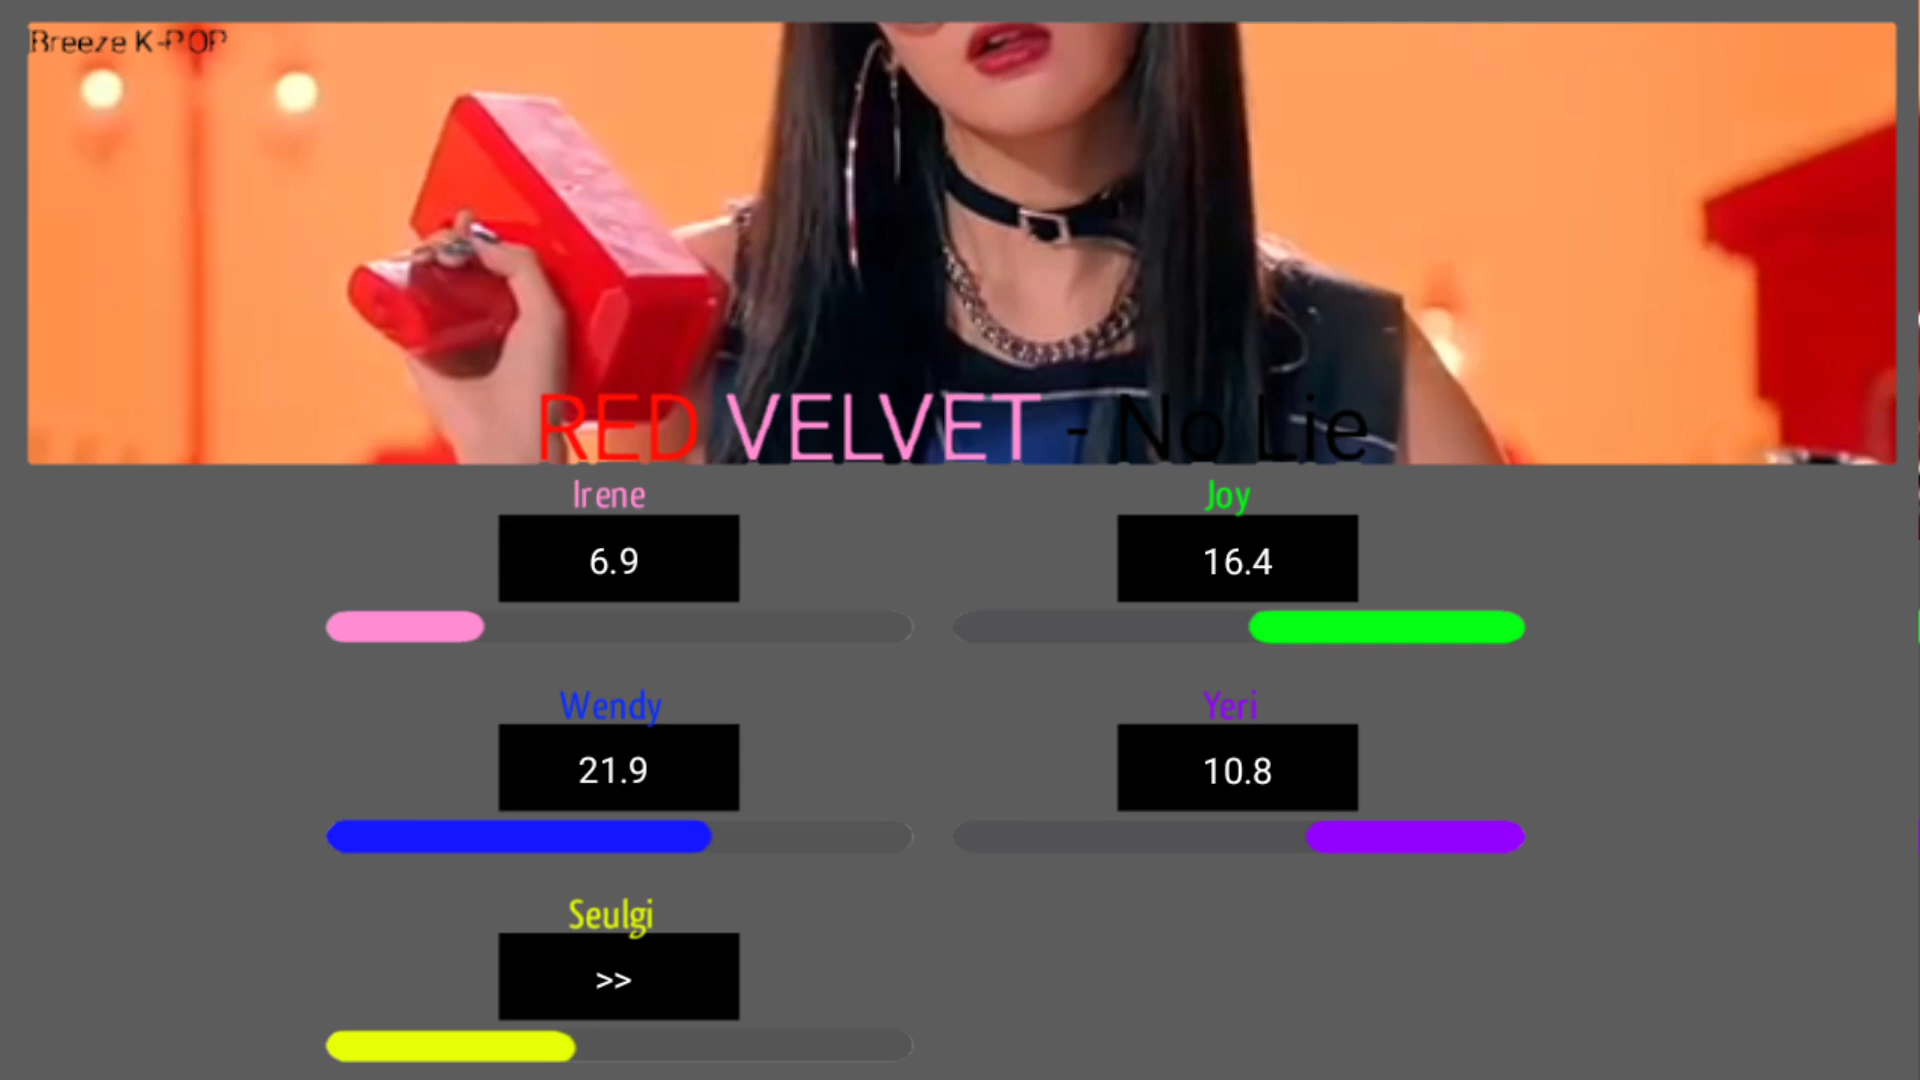 Breeze K-POP
RED VELVET - No Lie
Irene
6.9
Joy
16.4
Wendy
21.9
Yeri
10.8
Seulgi
>>